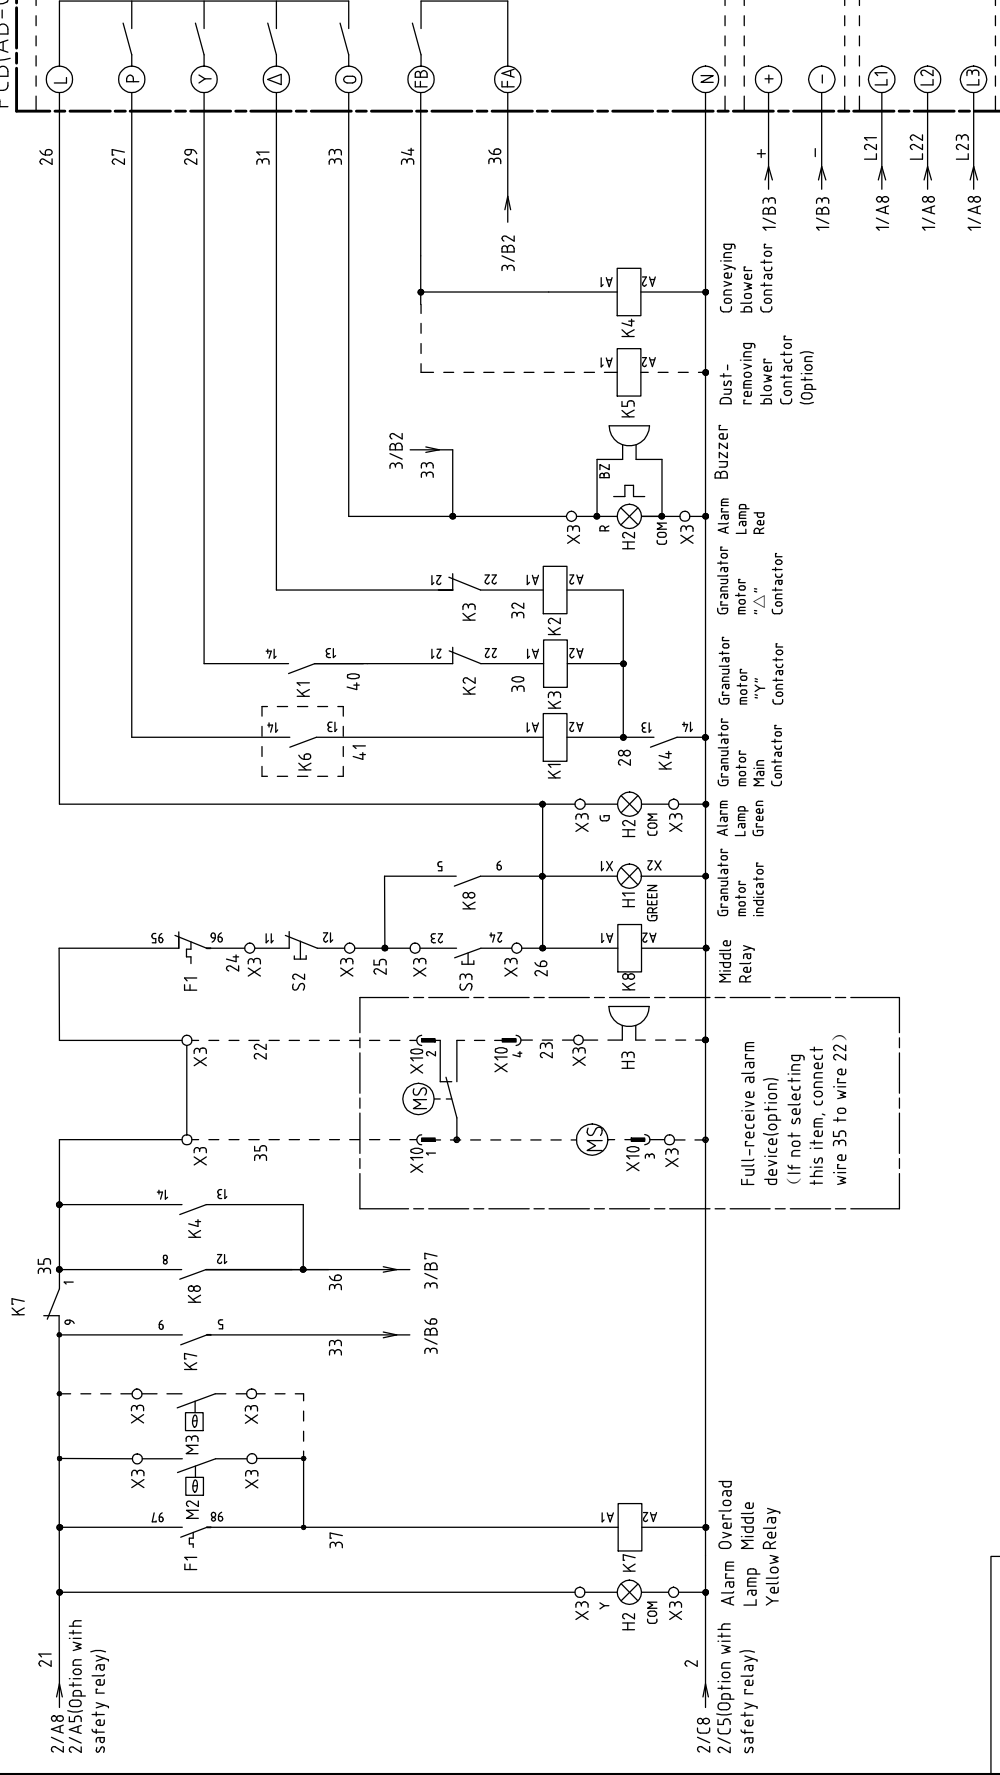 PCB(AB-
L
P
Y
Δ
O
FB
FA
N
+
-
L1
L2
L3
26
27
29
31
33
34
36
3/B2
1/B3
+
1/B3
-
1/A8
L21
1/A8
L22
1/A8
L23
A1
A2
K4
Conveying
blower
Contactor
A1
A2
K5
Dust-
removing
blower
Contactor
(Option)
3/B2
33
BZ
Buzzer
X3
R
H2
COM
X3
Alarm
Lamp
Red
21
22
K3
32
A1
A2
K2
Granulator
motor
"△"
Contactor
14
13
K1
40
21
22
K2
30
A1
A2
K3
Granulator
motor
"Y"
Contactor
14
13
K6
41
A1
A2
K1
28
13
14
K4
Granulator
motor
Main
Contactor
X3
G
H2
COM
X3
Alarm
Lamp
Green
5
9
K8
X1
X2
H1
GREEN
Granulator
motor
indicator
95
96
F1
24
X3
11
12
S2
X3
25
X3
23
24
S3
X3
26
A1
A2
K8
Middle
Relay
X3
22
X10
2
X10
4
23
X3
H3
MS
X3
35
X10
1
MS
X10
3
X3
Full-receive alarm
device(option)
(If not selecting
this item, connect
wire 35 to wire 22)
14
13
K4
35
1
9
K7
8
12
K8
36
3/B7
9
5
K7
33
3/B6
X3
θ
M3
X3
X3
θ
M2
X3
97
98
F1
37
A1
A2
K7
Overload
Middle
Relay
X3
Y
H2
COM
X3
Alarm
Lamp
Yellow
21
2/A8
2/A5(Option with
safety relay)
2
2/C8
2/C5(Option with
safety relay)